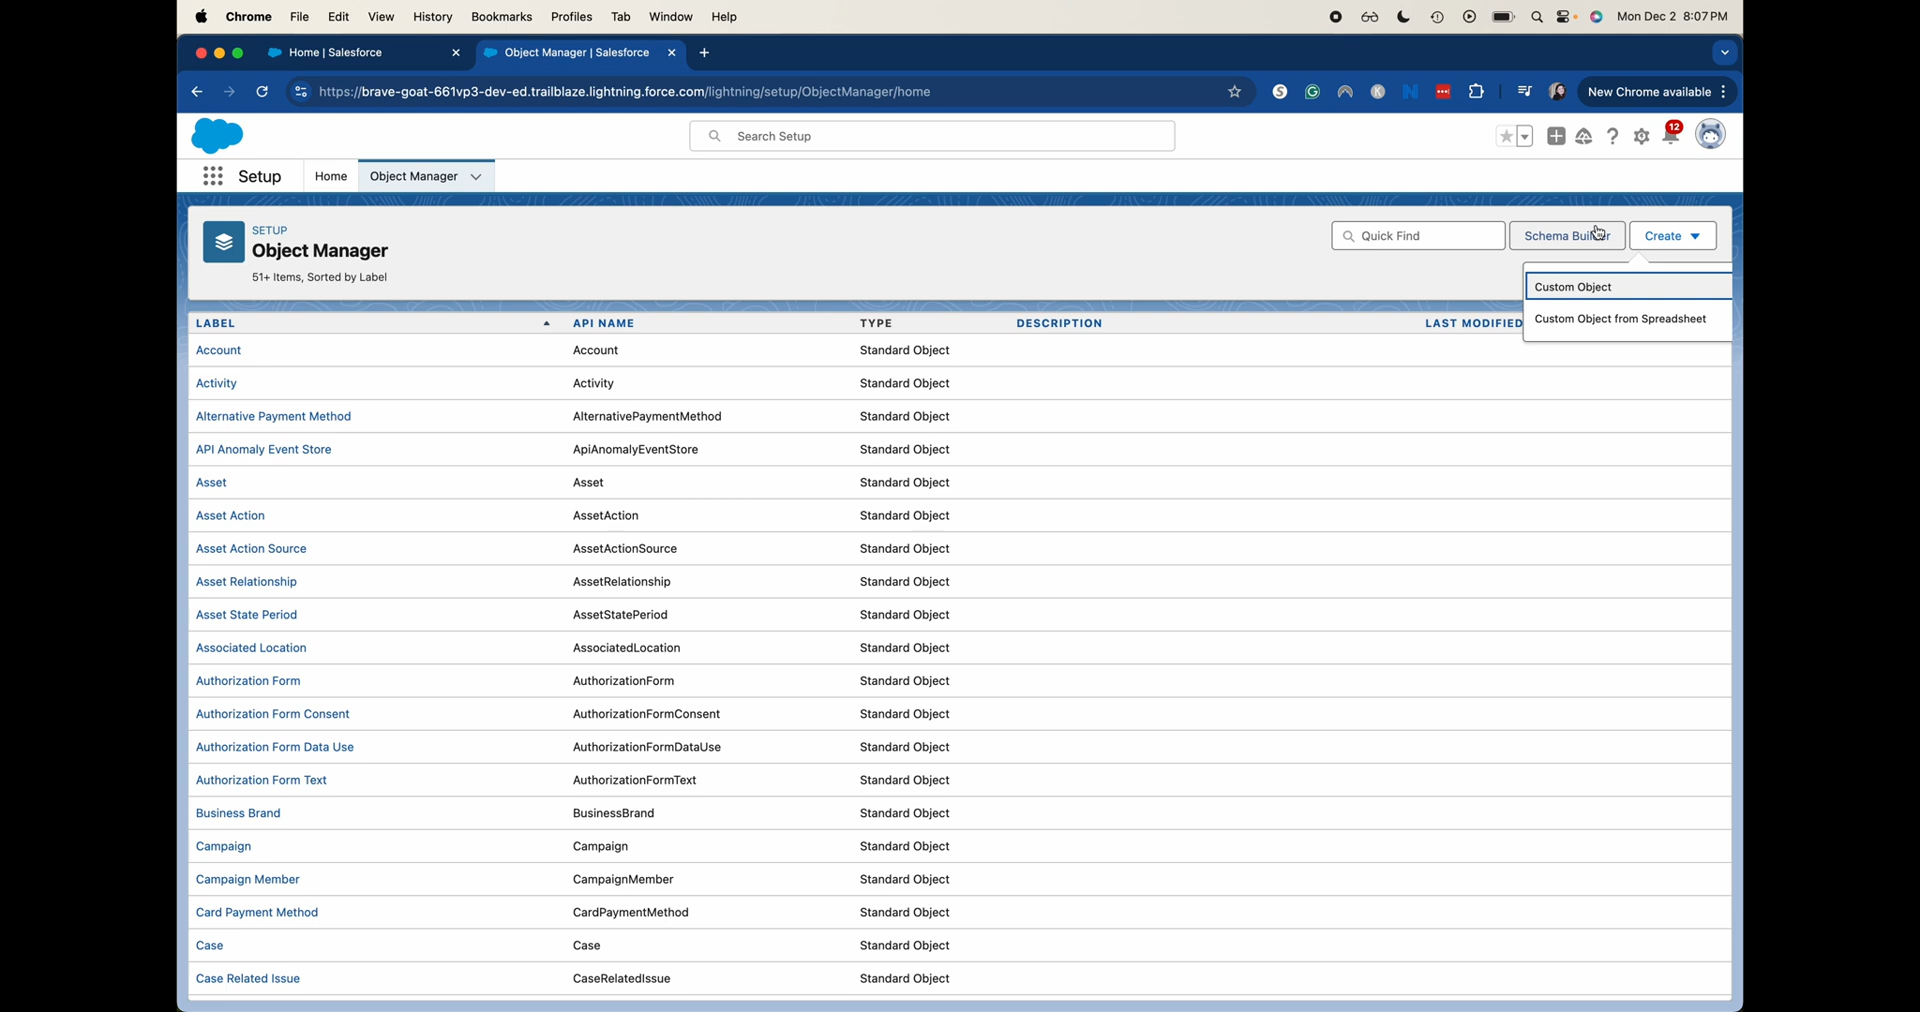 Chrome File Edit View History Bookmarks Profiles Tab Window Help Mon Dec 2 8:07 PM
Home | Salesforce Object Manager | Salesforce
https://brave-goat-661vp3-dev-ed.trailblaze.lightning.force.com/lightning/setup/ObjectManager/home New Chrome available
Search Setup 12
Setup Home Object Manager
SETUP
Object Manager
51+ Items, Sorted by Label
Quick Find Schema Builder Create
Custom Object
Custom Object from Spreadsheet
LABEL API NAME TYPE DESCRIPTION LAST MODIFIED
Account Account Standard Object
Activity Activity Standard Object
Alternative Payment Method AlternativePaymentMethod Standard Object
API Anomaly Event Store ApiAnomalyEventStore Standard Object
Asset Asset Standard Object
Asset Action AssetAction Standard Object
Asset Action Source AssetActionSource Standard Object
Asset Relationship AssetRelationship Standard Object
Asset State Period AssetStatePeriod Standard Object
Associated Location AssociatedLocation Standard Object
Authorization Form AuthorizationForm Standard Object
Authorization Form Consent AuthorizationFormConsent Standard Object
Authorization Form Data Use AuthorizationFormDataUse Standard Object
Authorization Form Text AuthorizationFormText Standard Object
Business Brand BusinessBrand Standard Object
Campaign Campaign Standard Object
Campaign Member CampaignMember Standard Object
Card Payment Method CardPaymentMethod Standard Object
Case Case Standard Object
Case Related Issue CaseRelatedIssue Standard Object